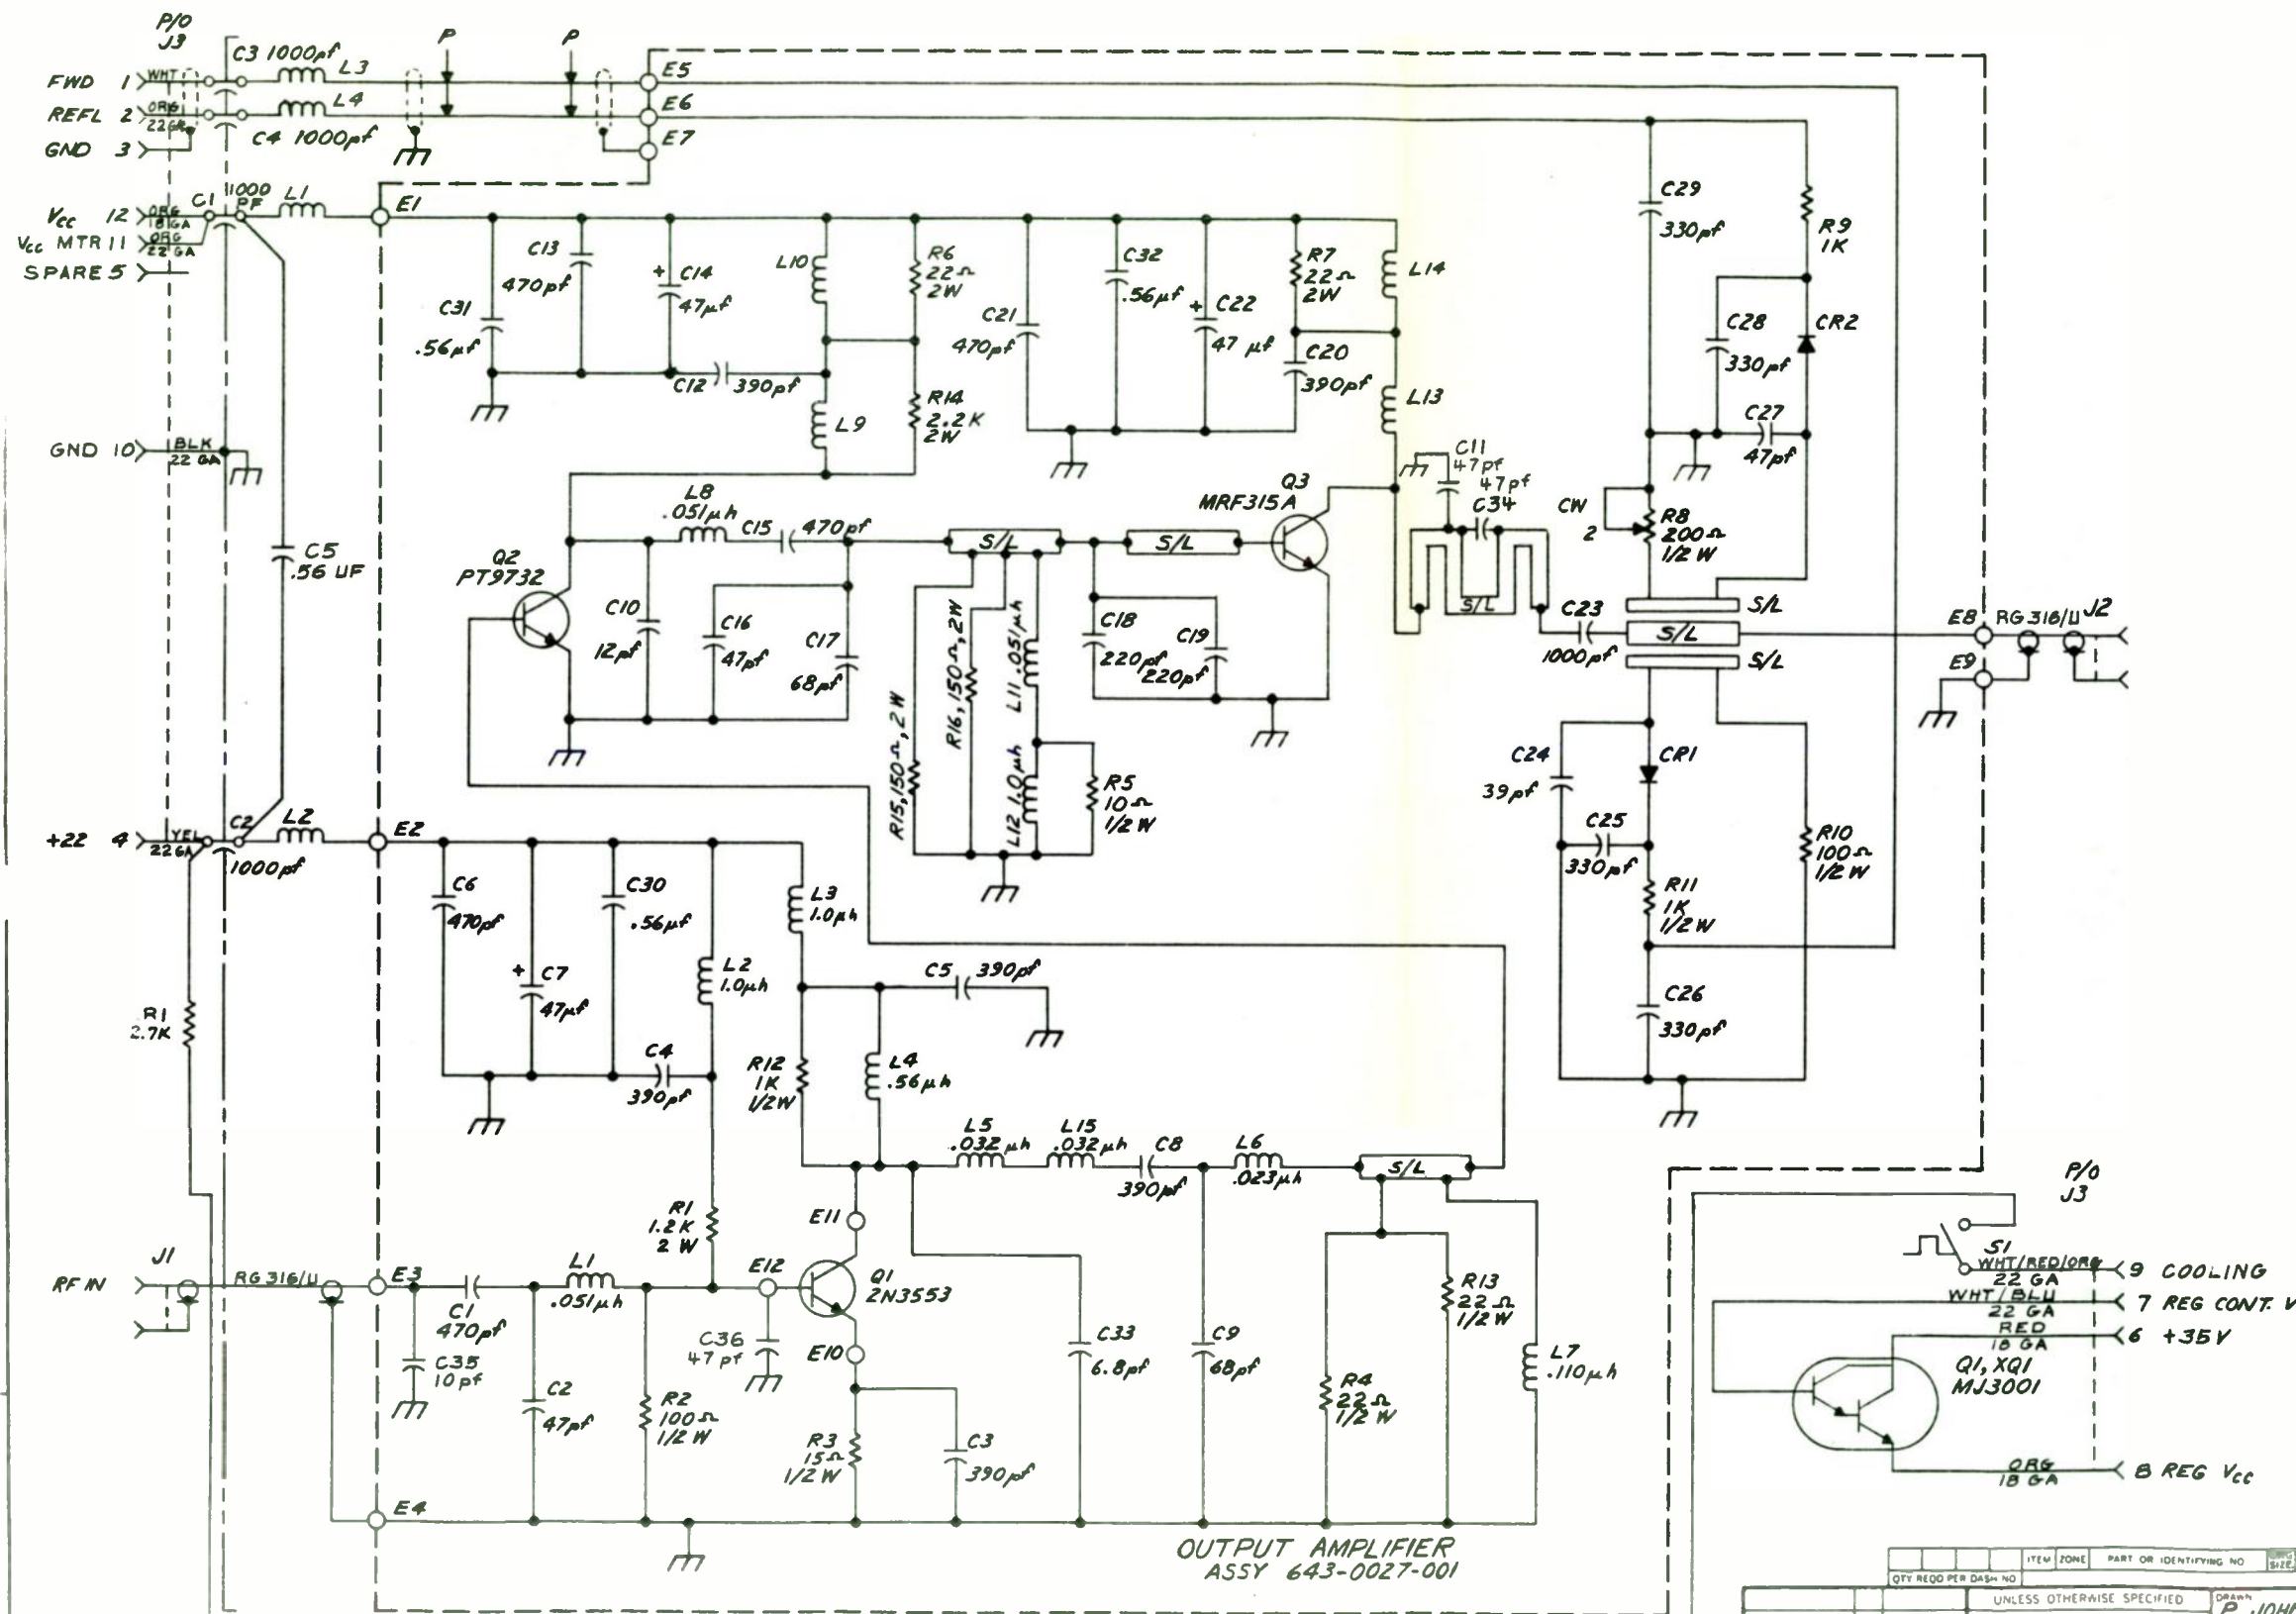 P/O
J3
C3 1000pf
L3
P
P
FWD 1
WHT
E5
REFL 2
ORG
22GA
L4
E6
GND 3
C4 1000pf
E7
Vcc 12
ORG
18 GA
C1
1000
PF
L1
E1
Vcc MTR 11
ORG
22 GA
SPARE 5
C31
.56µf
C13
470pf
+
C14
47µf
L10
R6
22Ω
2W
C12
390pf
L9
R14
2.2K
2W
C21
470pf
C32
.56µf
+
C22
47 µf
R7
22Ω
2W
C20
390pf
L14
L13
C29
330pf
R9
1K
C28
330pf
CR2
C27
47pf
GND 10
BLK
22 GA
C5
.56 UF
L8
.051µh
C15
470pf
Q2
PT9732
S/L
S/L
Q3
MRF315A
C11
47pf
47pf
C34
S/L
CW
2
R8
200Ω
1/2 W
C10
12pf
C16
47pf
C17
68pf
R15, 150Ω, 2W
R16, 150Ω, 2W
L11 .051µh
L12 1.0µh
R5
10Ω
1/2 W
C18
220pf
C19
220pf
C23
1000pf
S/L
S/L
S/L
E8
RG 316/U
J2
E9
C24
39pf
CR1
C25
330pf
R11
1K
1/2 W
R10
100Ω
1/2 W
C26
330pf
+22 4
YEL
22GA
C2
1000pf
L2
E2
C6
470pf
+
C7
47µf
C30
.56µf
L2
1.0µh
L3
1.0µh
C4
390pf
R12
1K
1/2W
L4
.56µh
C5
390pf
R1
2.7K
L5
.032µh
L15
.032µh
C8
390pf
L6
.023µh
S/L
R1
1.2K
2 W
E11
J1
RF IN
RG 316/U
E3
C1
470pf
C35
10pf
L1
.051µh
C2
47pf
R2
100Ω
1/2 W
E12
C36
47pf
Q1
2N3553
E10
R3
15Ω
1/2 W
C3
390pf
C33
6.8pf
C9
68pf
R4
22Ω
1/2 W
R13
22Ω
1/2 W
L7
.110µh
E4
P/O
J3
S1
WHT/RED/ORG
22 GA
9 COOLING
WHT/BLU
22 GA
7 REG CONT. V
RED
18 GA
6 +35V
Q1, XQ1
MJ3001
ORG
18 GA
8 REG Vcc
OUTPUT AMPLIFIER
ASSY 643-0027-001
ITEM ZONE PART OR IDENTIFYING NO
SIZE
QTY REQD PER DASH NO
UNLESS OTHERWISE SPECIFIED
DRAWN